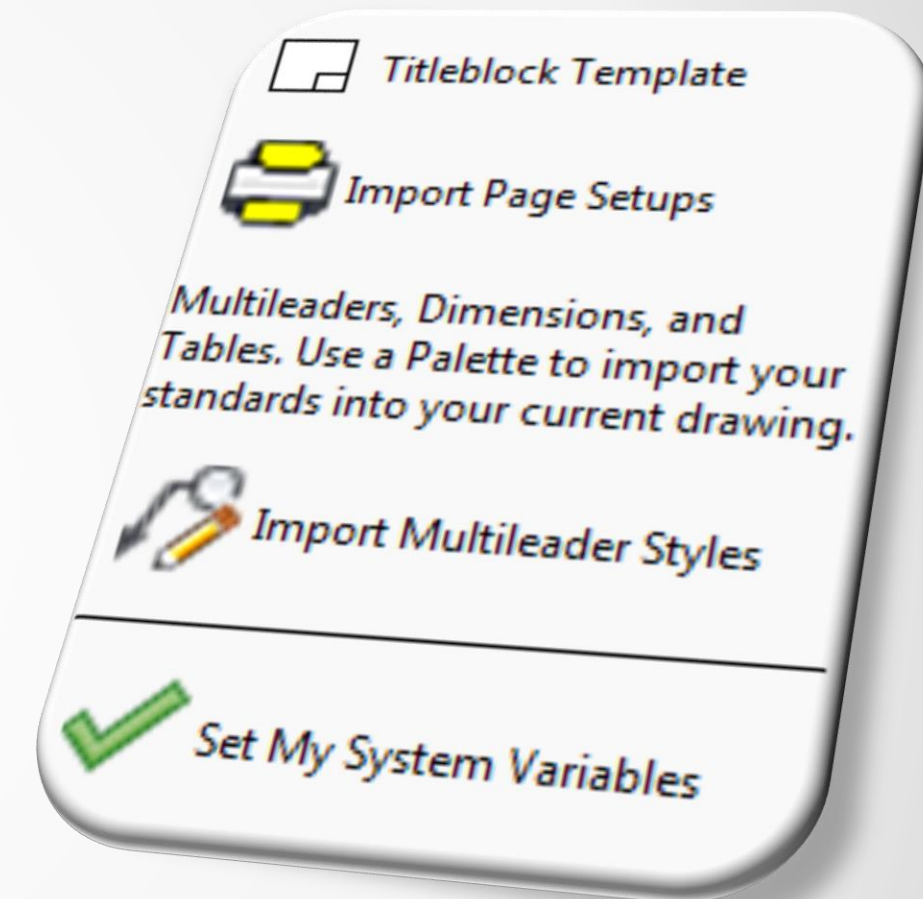 Titleblock Template
Import Page Setups
Multileaders, Dimensions, and
Tables. Use a Palette to import your
standards into your current drawing.
Import Multileader Styles
Set My System Variables